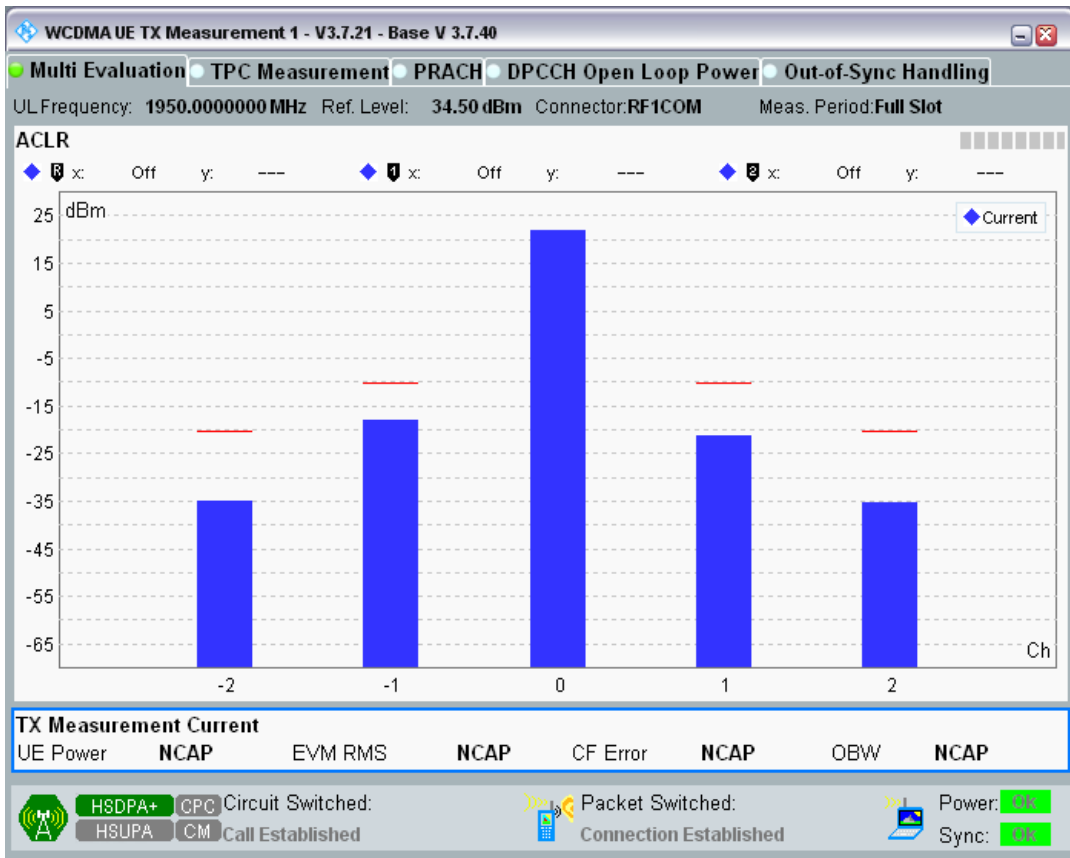 WCDMA UE TX Measurement 1 - V3.7.21 - Base V 3.7.40
Multi Evaluation TPC Measurement PRACH DPCCH Open Loop Power Out-of-Sync Handling
UL Frequency: 1950.0000000 MHz Ref. Level: 34.50 dBm Connector:RF1COM Meas. Period:Full Slot
ACLR
R x: Off y: --- 1 x: Off y: --- 2 x: Off y: ---
dBm
Current
25
15
5
-5
-15
-25
-35
-45
-55
-65
Ch
-2 -1 0 1 2
TX Measurement Current
UE Power NCAP EVM RMS NCAP CF Error NCAP OBW NCAP
HSDPA+ CPC Circuit Switched: Packet Switched: Power: Ok
HSUPA CM Call Established Connection Established Sync: Ok